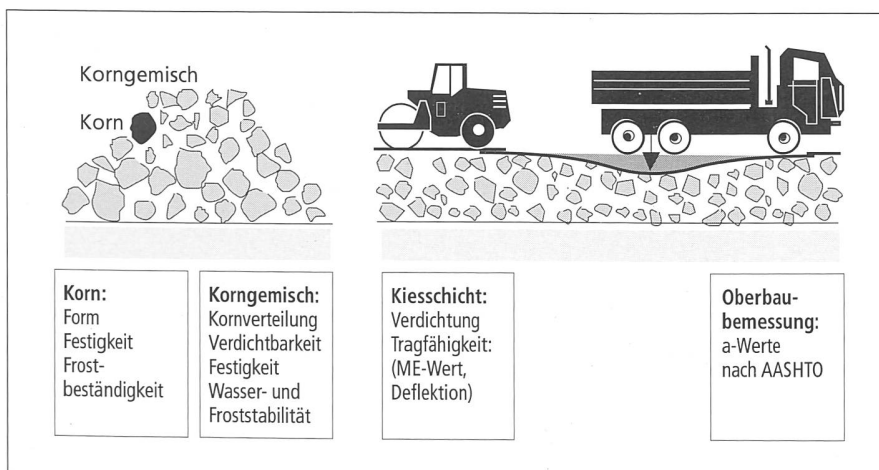 Korngemisch
Korn
Korn:
Form
Festigkeit
Frost-
beständigkeit
Korngemisch:
Kornverteilung
Verdichtbarkeit
Festigkeit
Wasser- und
Froststabilität
Kiesschicht:
Verdichtung
Tragfähigkeit:
(ME-Wert,
Deflektion)
Oberbau-
bemessung:
a-Werte
nach AASHTO